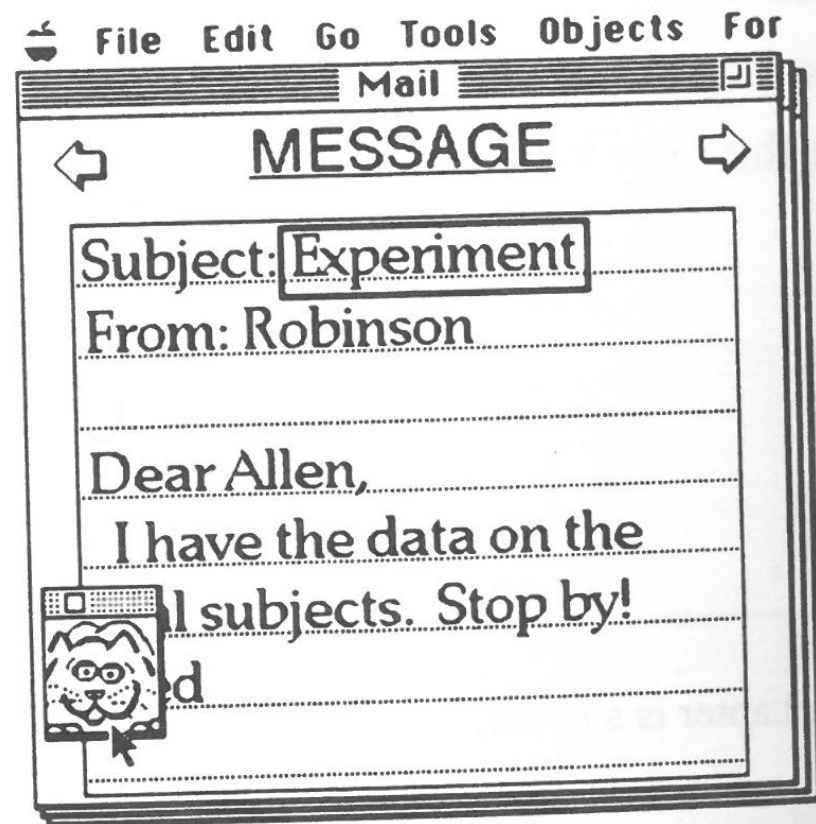 File Edit Go Tools Objects For
Mail
MESSAGE
Subject: Experiment
From: Robinson
Dear Allen,
I have the data on the
l subjects. Stop by!
d